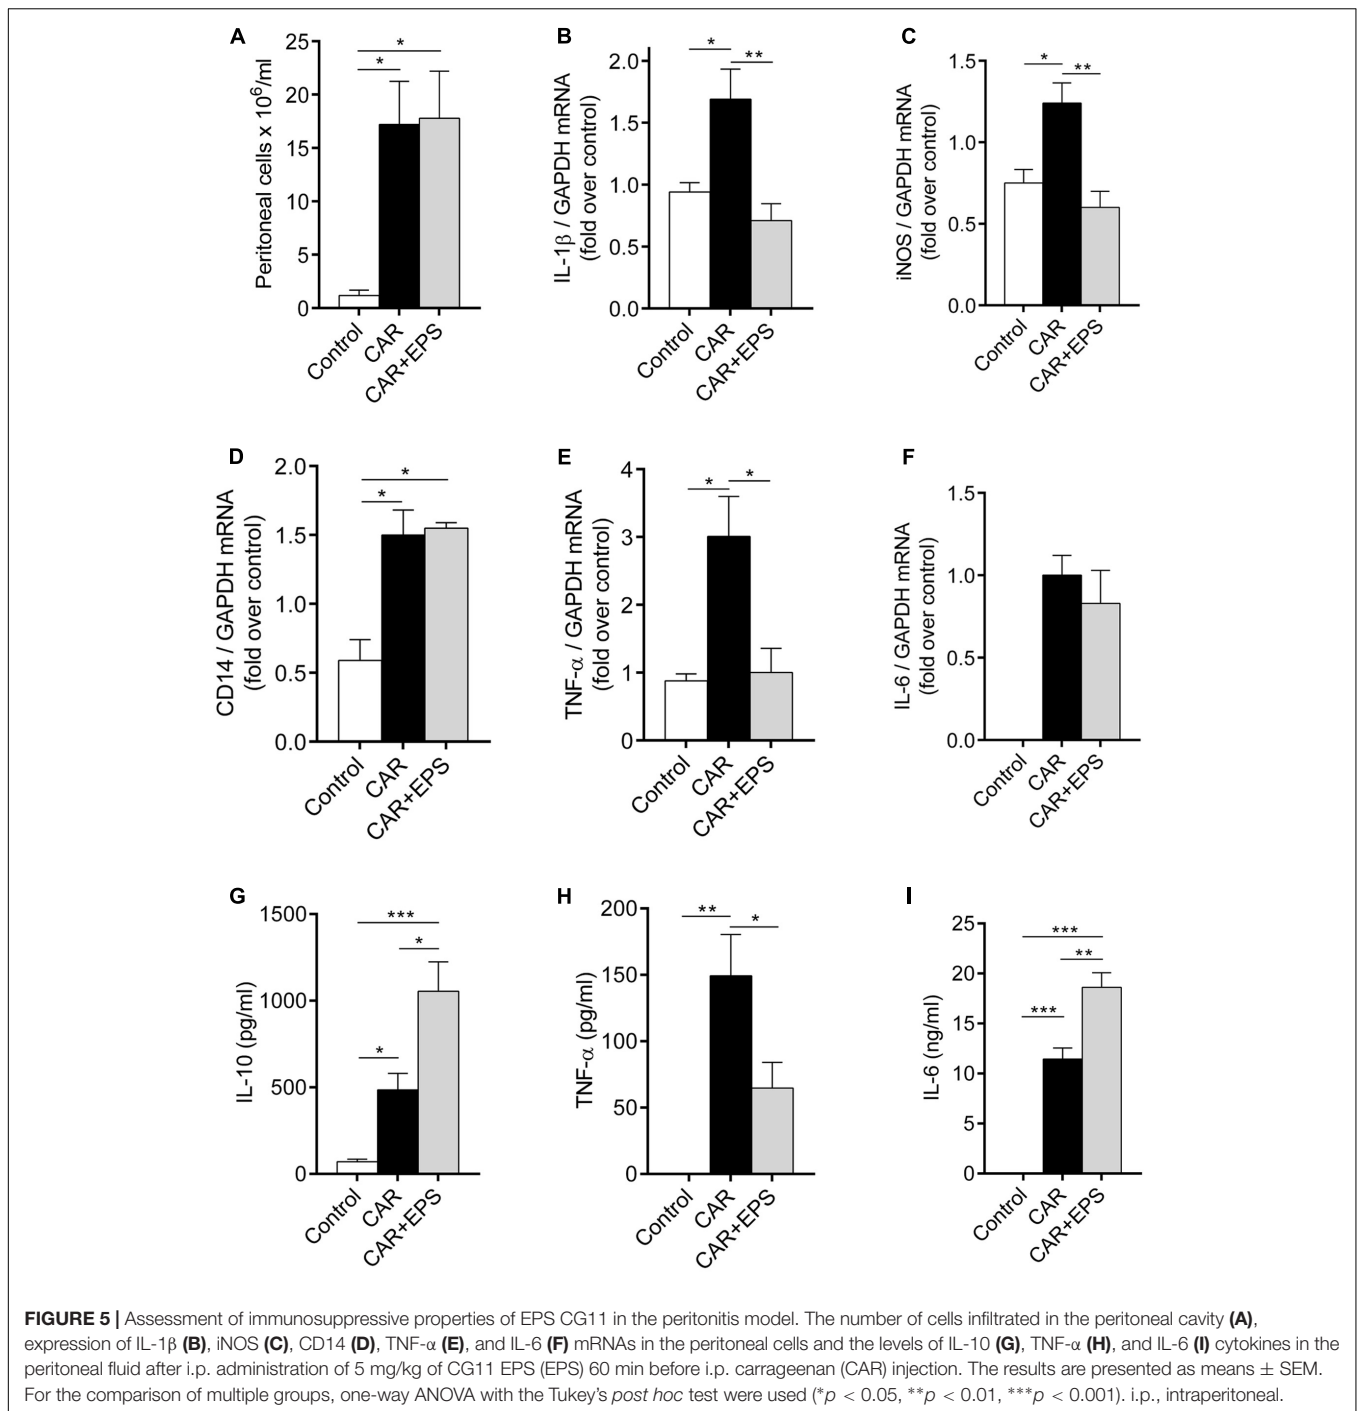 A
Peritoneal cells x 10⁶/ml
25
20
15
10
5
0
*
*
Control
CAR
CAR+EPS
B
IL-1β / GAPDH mRNA
(fold over control)
2.0
1.5
1.0
0.5
0.0
*
**
Control
CAR
CAR+EPS
C
iNOS / GAPDH mRNA
(fold over control)
1.5
1.0
0.5
0.0
*
**
Control
CAR
CAR+EPS
D
CD14 / GAPDH mRNA
(fold over control)
2.0
1.5
1.0
0.5
0.0
*
*
Control
CAR
CAR+EPS
E
TNF-α / GAPDH mRNA
(fold over control)
4
3
2
1
0
*
*
Control
CAR
CAR+EPS
F
IL-6 / GAPDH mRNA
(fold over control)
1.5
1.0
0.5
0.0
Control
CAR
CAR+EPS
G
IL-10 (pg/ml)
1500
1000
500
0
***
*
*
Control
CAR
CAR+EPS
H
TNF-α (pg/ml)
200
150
100
50
0
**
*
Control
CAR
CAR+EPS
I
IL-6 (ng/ml)
25
20
15
10
5
0
***
**
***
Control
CAR
CAR+EPS
FIGURE 5 | Assessment of immunosuppressive properties of EPS CG11 in the peritonitis model. The number of cells infiltrated in the peritoneal cavity (A),
expression of IL-1β (B), iNOS (C), CD14 (D), TNF-α (E), and IL-6 (F) mRNAs in the peritoneal cells and the levels of IL-10 (G), TNF-α (H), and IL-6 (I) cytokines in the
peritoneal fluid after i.p. administration of 5 mg/kg of CG11 EPS (EPS) 60 min before i.p. carrageenan (CAR) injection. The results are presented as means ± SEM.
For the comparison of multiple groups, one-way ANOVA with the Tukey's post hoc test were used (*p < 0.05, **p < 0.01, ***p < 0.001). i.p., intraperitoneal.